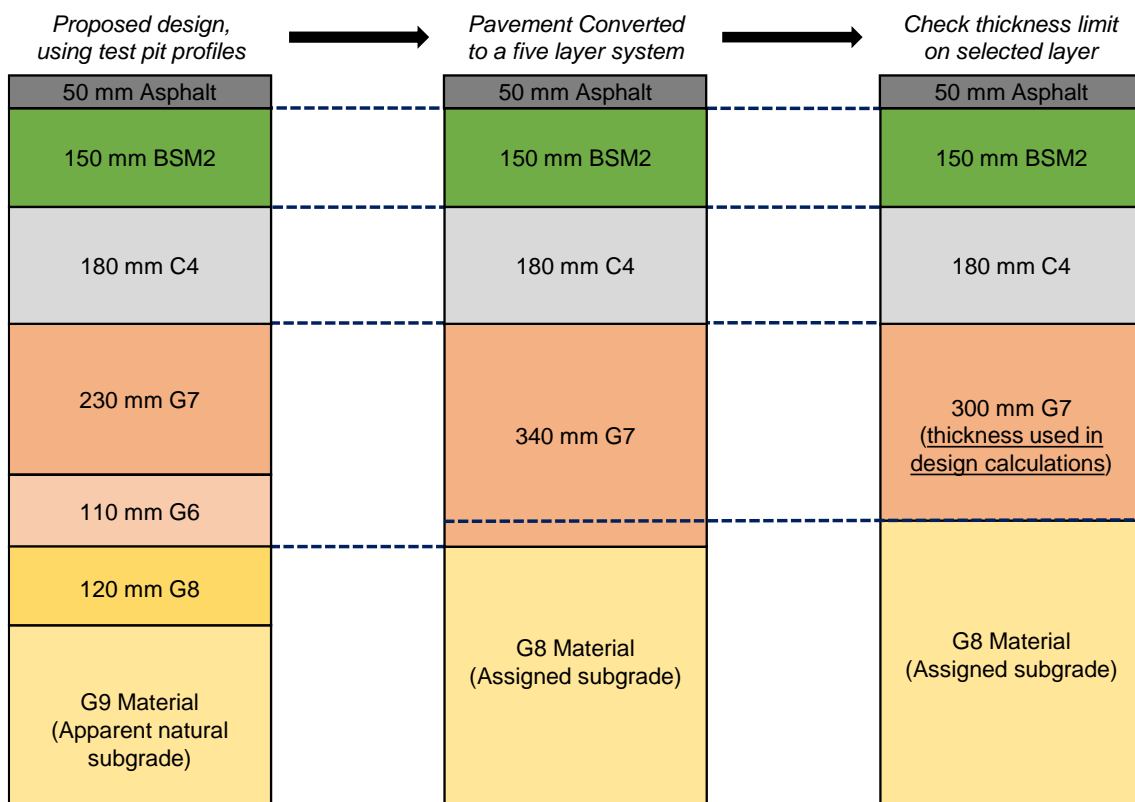 Proposed design,
using test pit profiles
Pavement Converted
to a five layer system
Check thickness limit
on selected layer
50 mm Asphalt
150 mm BSM2
180 mm C4
230 mm G7
110 mm G6
120 mm G8
G9 Material
(Apparent natural
subgrade)
50 mm Asphalt
150 mm BSM2
180 mm C4
340 mm G7
G8 Material
(Assigned subgrade)
50 mm Asphalt
150 mm BSM2
180 mm C4
300 mm G7
(thickness used in
design calculations)
G8 Material
(Assigned subgrade)